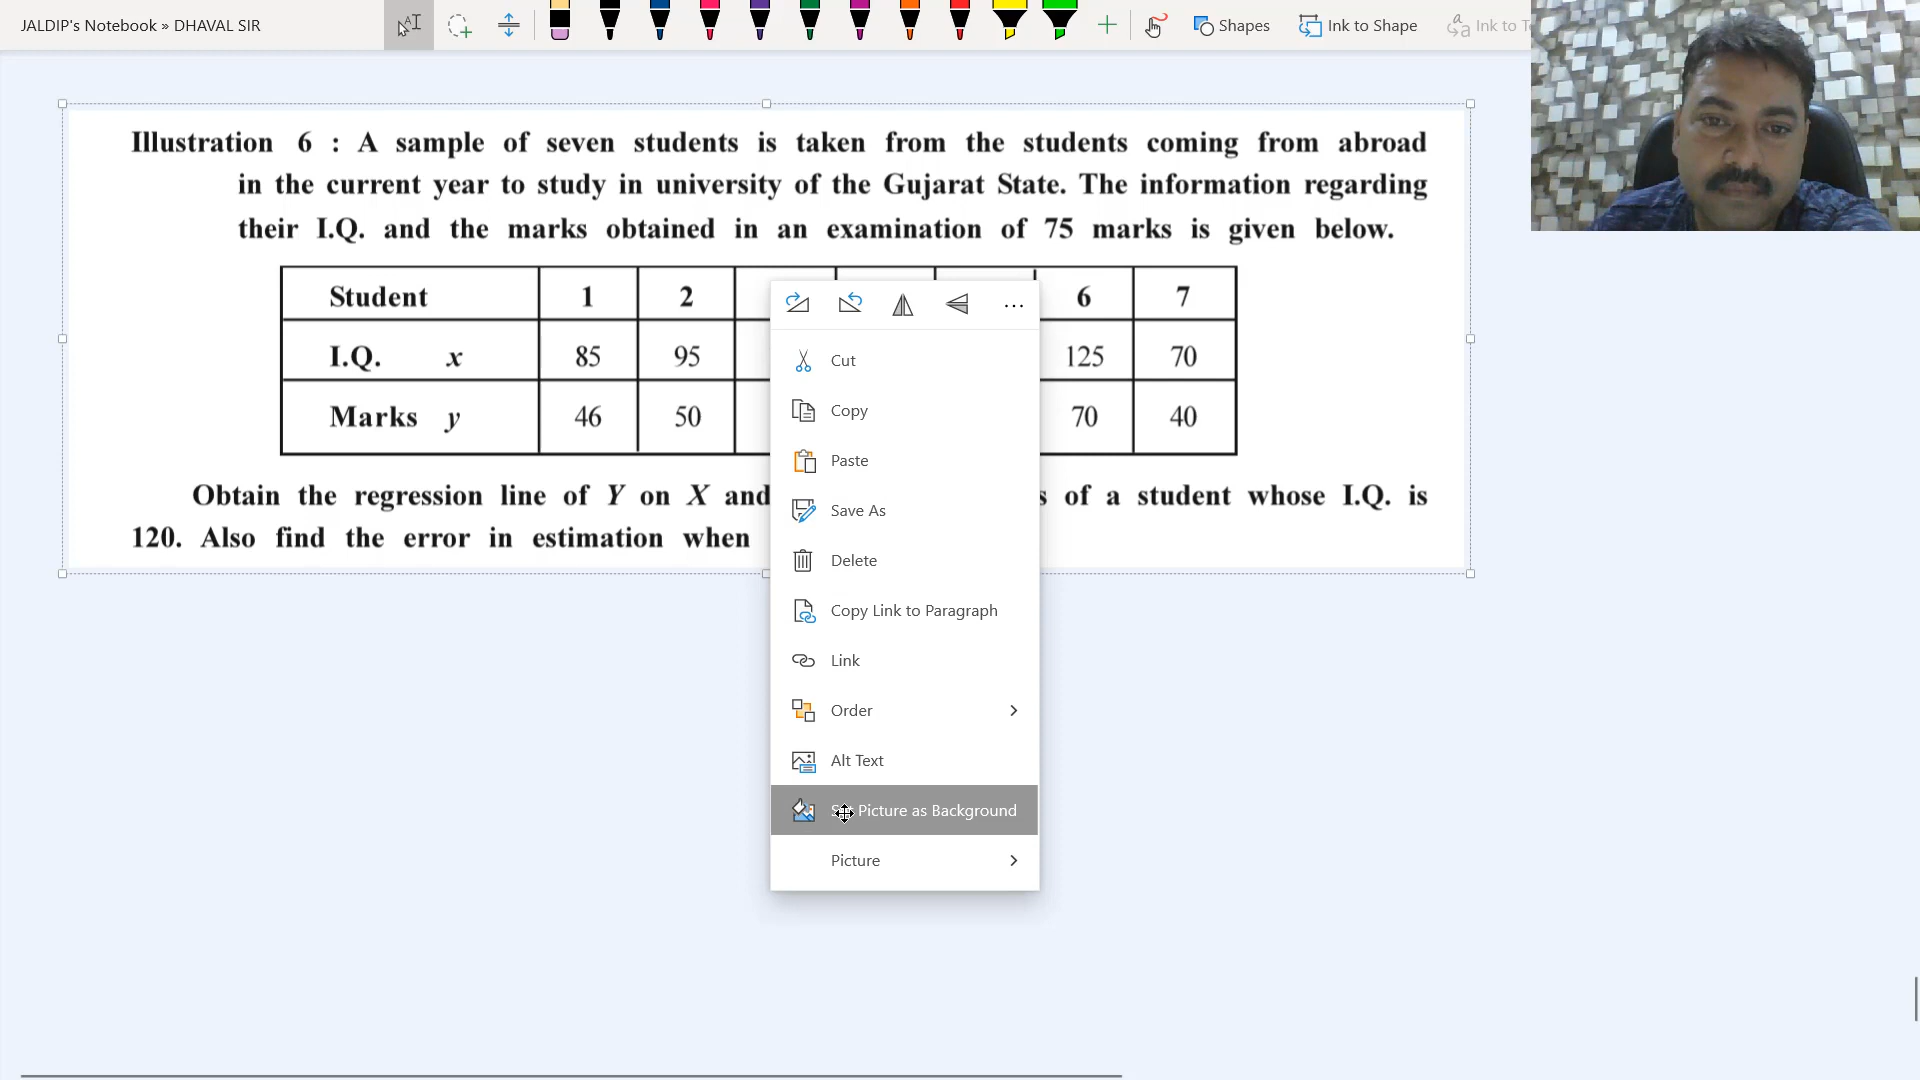 JALDIP's Notebook » DHAVAL SIR
Shapes
Ink to Shape
Ink to
Illustration 6 : A sample of seven students is taken from the students coming from abroad
in the current year to study in university of the Gujarat State. The information regarding
their I.Q. and the marks obtained in an examination of 75 marks is given below.
Student 1 2 6 7
I.Q. x 85 95 125 70
Marks y 46 50 70 40
Obtain the regression line of Y on X and of a student whose I.Q. is
120. Also find the error in estimation when
Cut
Copy
Paste
Save As
Delete
Copy Link to Paragraph
Link
Order
Alt Text
Picture as Background
Picture